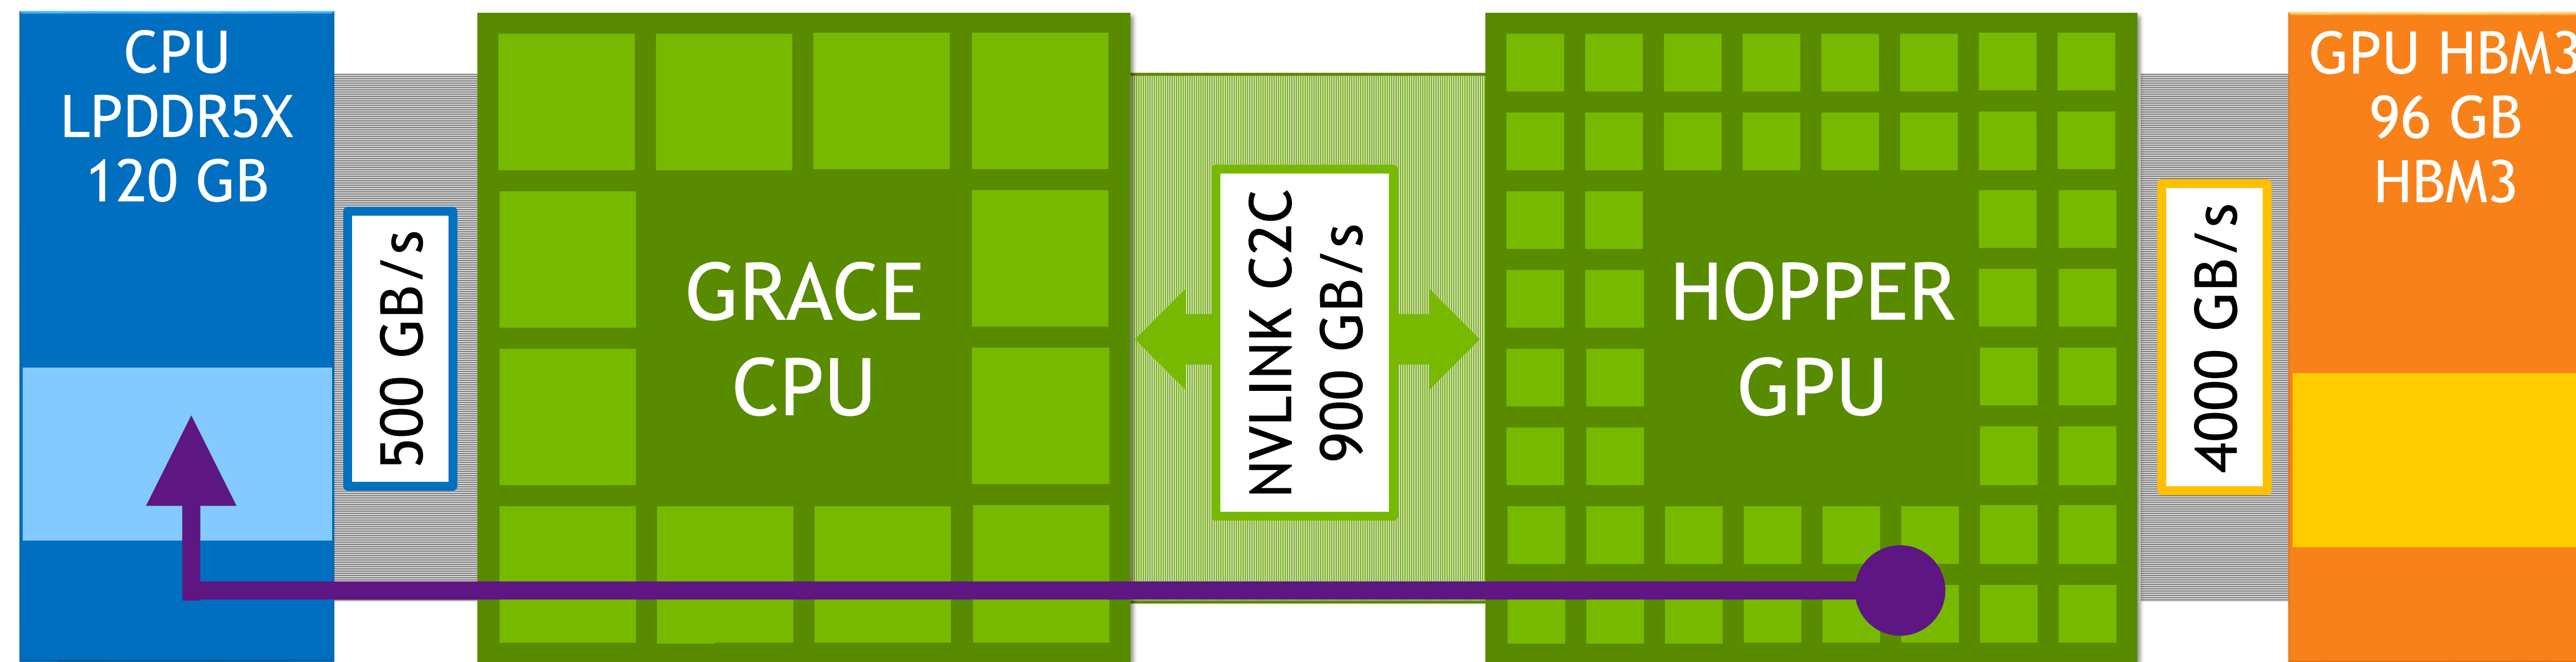 CPU
LPDDR5X
120 GB
500 GB/s
GRACE
CPU
NVLINK C2C
900 GB/s
HOPPER
GPU
4000 GB/s
GPU HBM3
96 GB
HBM3